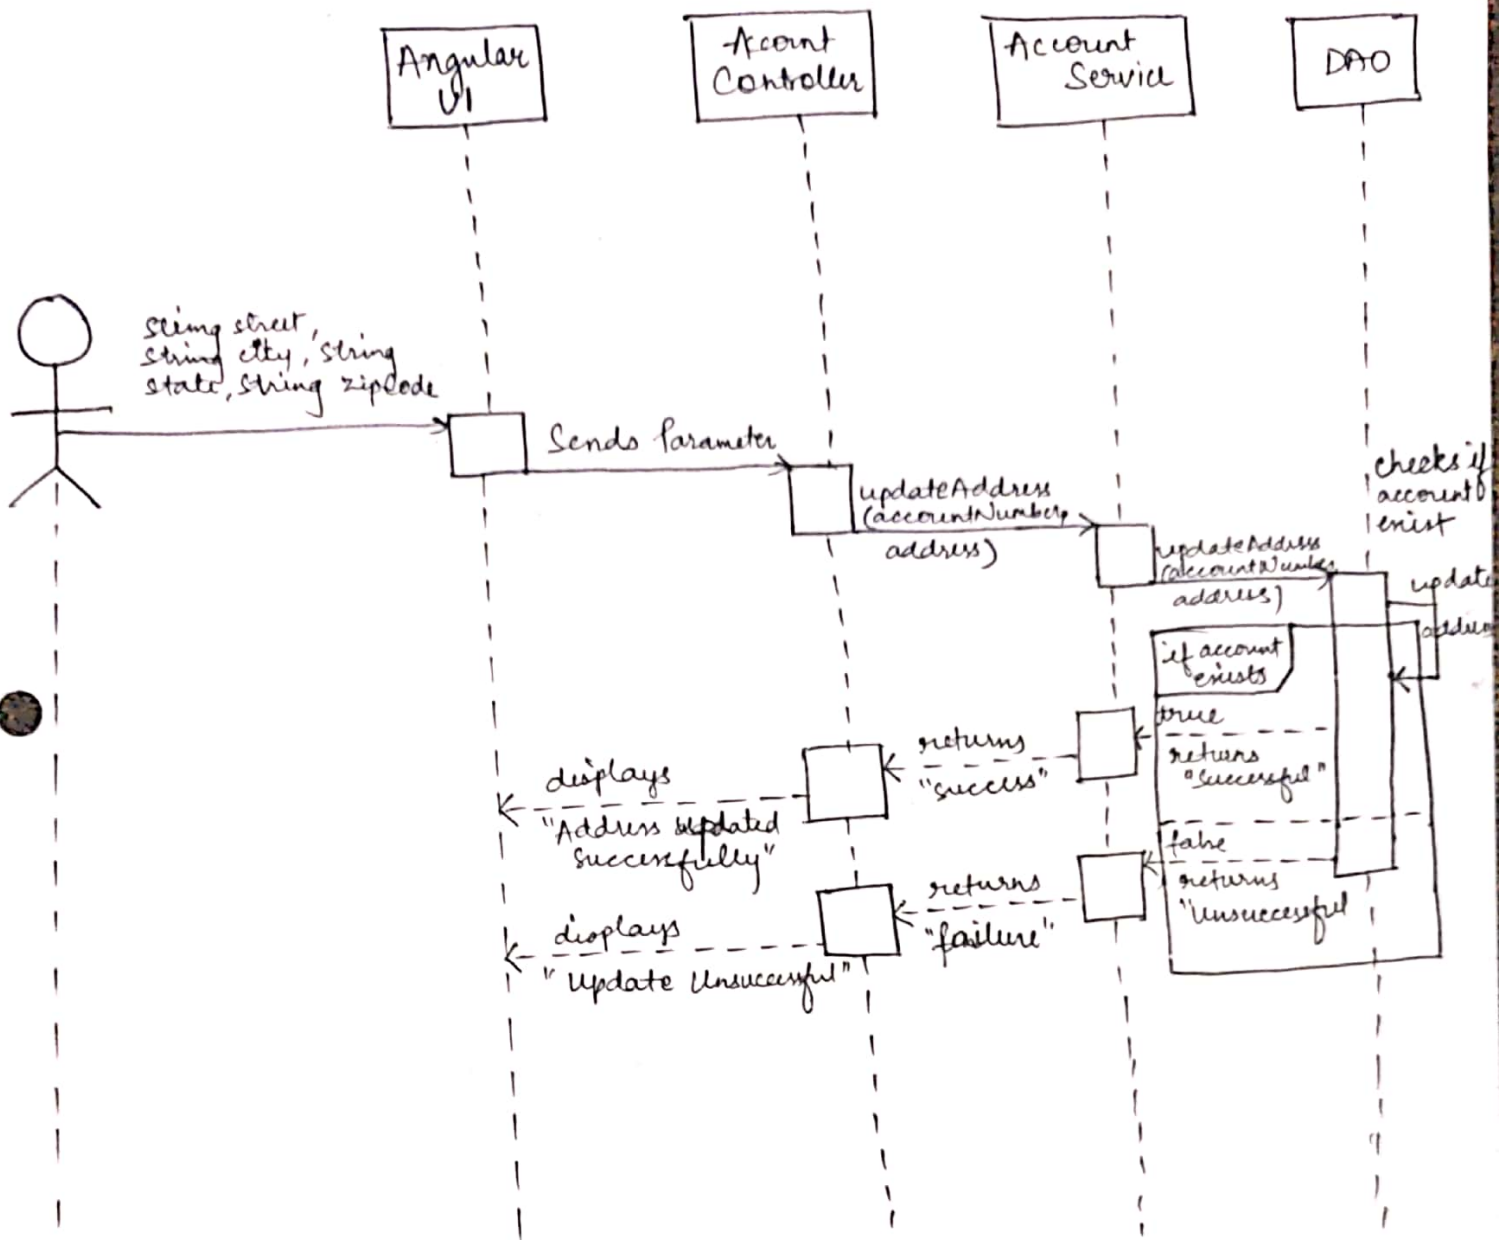 Angular
UI
Acount
Controller
Account
Service
DAO
string street,
string city, string
state, string zipCode
Sends Parameter
updateAddress
(accountNumber,
address)
updateAddress
(accountNumber
address)
checks if
account
exist
update
addres
if account
exists
true
returns
"Successful"
returns
"success"
displays
"Address updated
Successfully"
false
returns
"Unsuccessful
returns
"failure"
displays
"Update Unsuccessful"